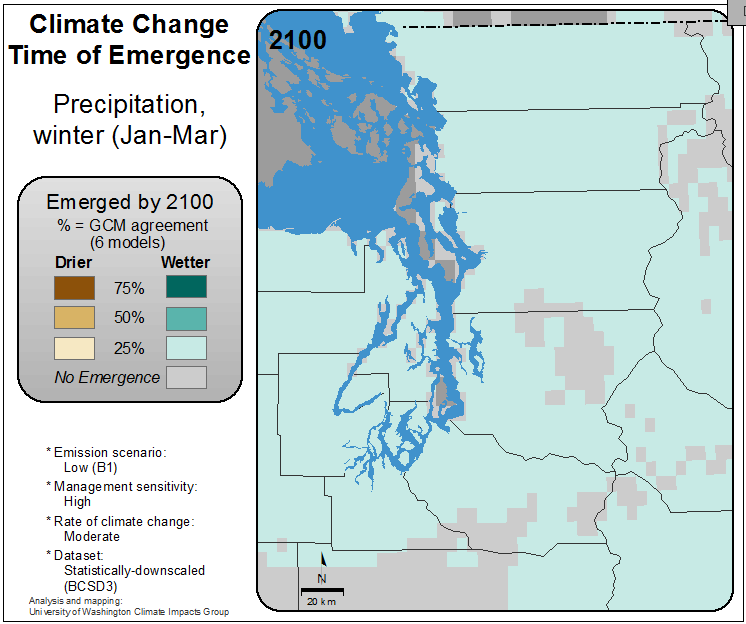 Climate Change
Time of Emergence
Precipitation,
winter (Jan-Mar)
Emerged by 2100
% = GCM agreement
(6 models)
Drier Wetter
75%
50%
25%
No Emergence
* Emission scenario:
Low (B1)
* Management sensitivity:
High
* Rate of climate change:
Moderate
* Dataset:
Statistically-downscaled
(BCSD3)
Analysis and mapping:
University of Washington Climate Impacts Group
2100
N
20 km